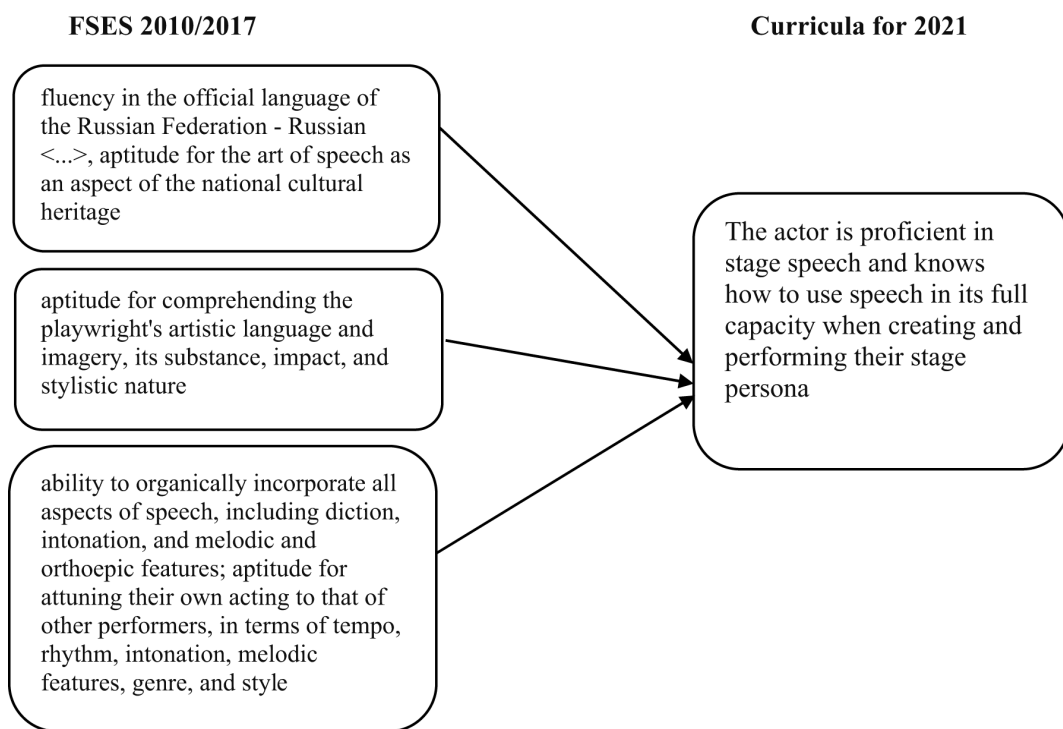 FSES 2010/2017
Curricula for 2021
fluency in the official language of
the Russian Federation - Russian
<...>, aptitude for the art of speech as
an aspect of the national cultural
heritage
aptitude for comprehending the
playwright's artistic language and
imagery, its substance, impact, and
stylistic nature
ability to organically incorporate all
aspects of speech, including diction,
intonation, and melodic and
orthoepic features; aptitude for
attuning their own acting to that of
other performers, in terms of tempo,
rhythm, intonation, melodic
features, genre, and style
The actor is proficient in
stage speech and knows
how to use speech in its full
capacity when creating and
performing their stage
persona